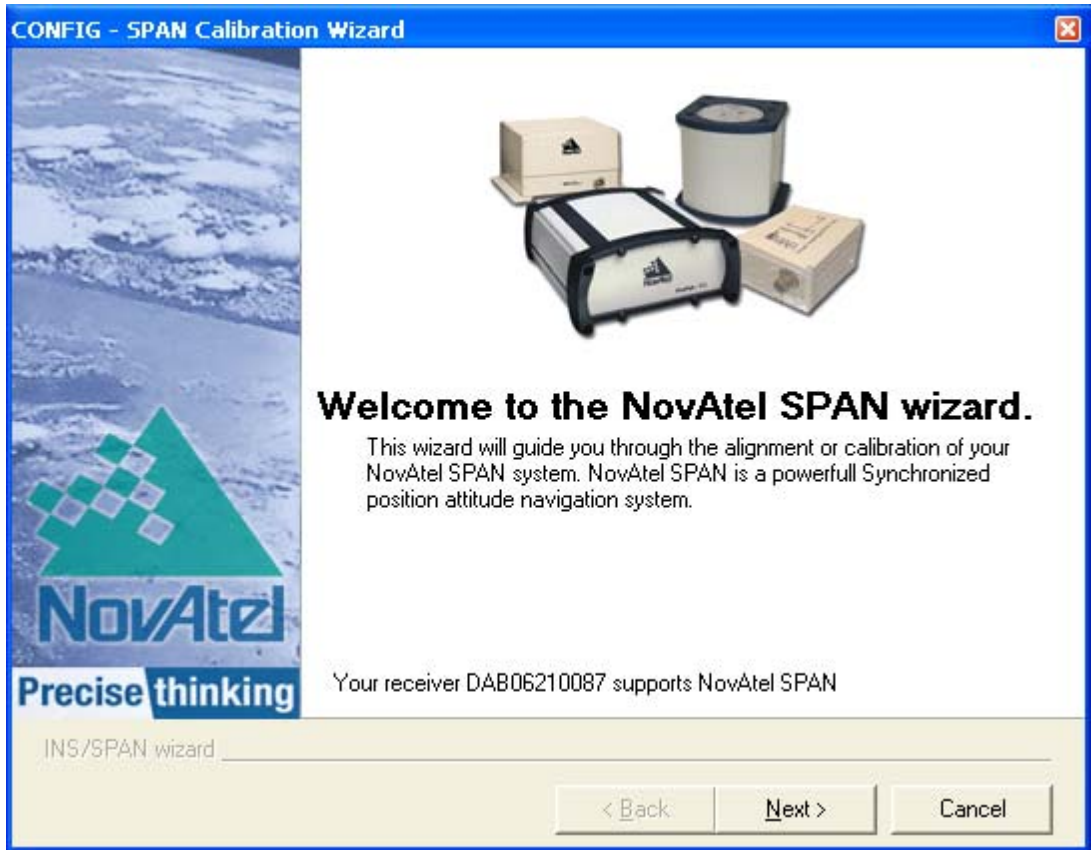 CONFIG - SPAN Calibration Wizard
Welcome to the NovAtel SPAN wizard.
This wizard will guide you through the alignment or calibration of your
NovAtel SPAN system. NovAtel SPAN is a powerfull Synchronized
position attitude navigation system.
NovAtel
Precise thinking
Your receiver DAB06210087 supports NovAtel SPAN
INS/SPAN wizard
< Back
Next >
Cancel